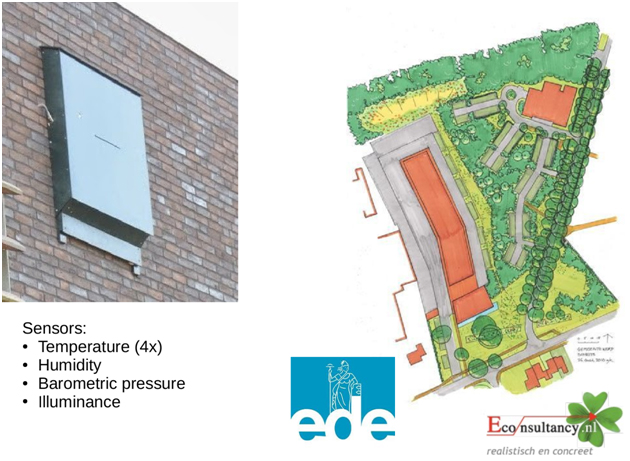 Sensors:
• Temperature (4x)
• Humidity
• Barometric pressure
• Illuminance
ede
Econsultancy.nl
realistisch en concreet